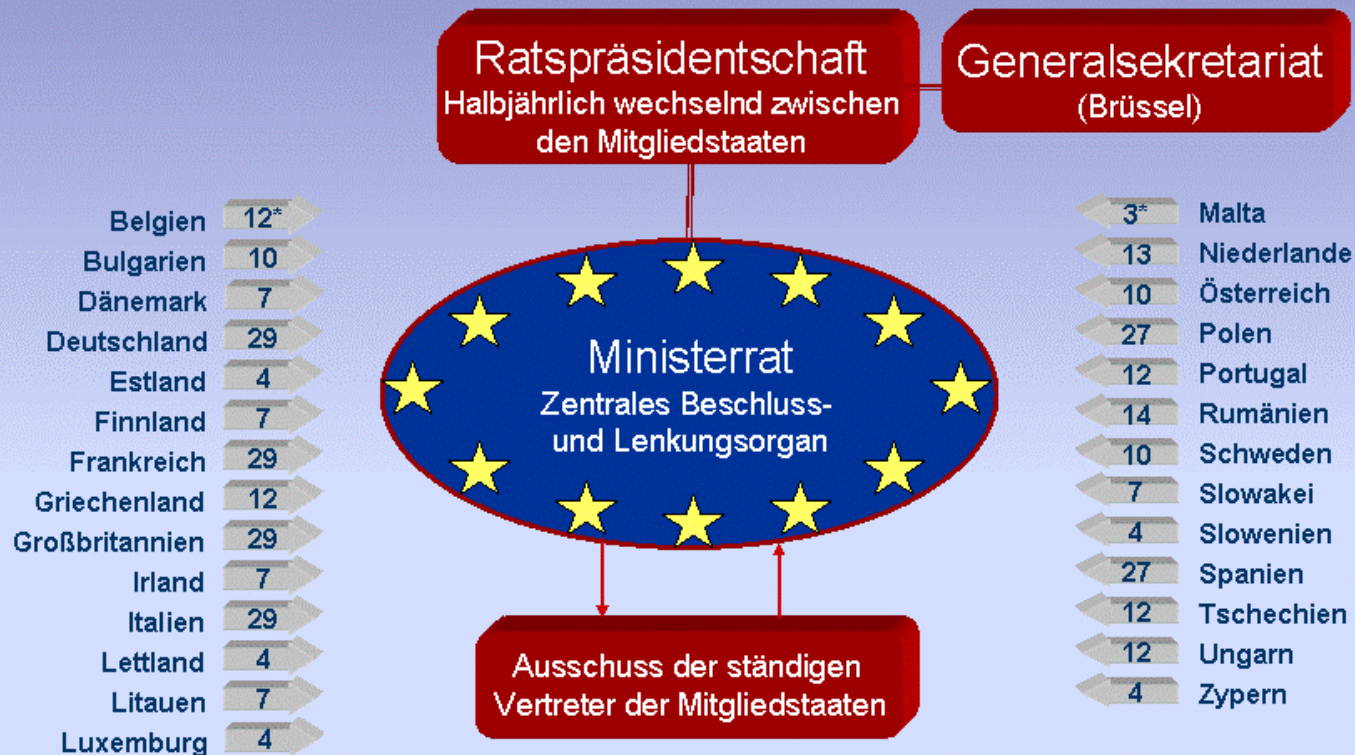 Ratspräsidentschaft
Halbjährlich wechselnd zwischen
den Mitgliedstaaten
Generalsekretariat
(Brüssel)
Belgien 12*
Bulgarien 10
Dänemark 7
Deutschland 29
Estland 4
Finnland 7
Frankreich 29
Griechenland 12
Großbritannien 29
Irland 7
Italien 29
Lettland 4
Litauen 7
Luxemburg 4
Ministerrat
Zentrales Beschluss-
und Lenkungsorgan
3* Malta
13 Niederlande
10 Österreich
27 Polen
12 Portugal
14 Rumänien
10 Schweden
7 Slowakei
4 Slowenien
27 Spanien
12 Tschechien
12 Ungarn
4 Zypern
Ausschuss der ständigen
Vertreter der Mitgliedstaaten